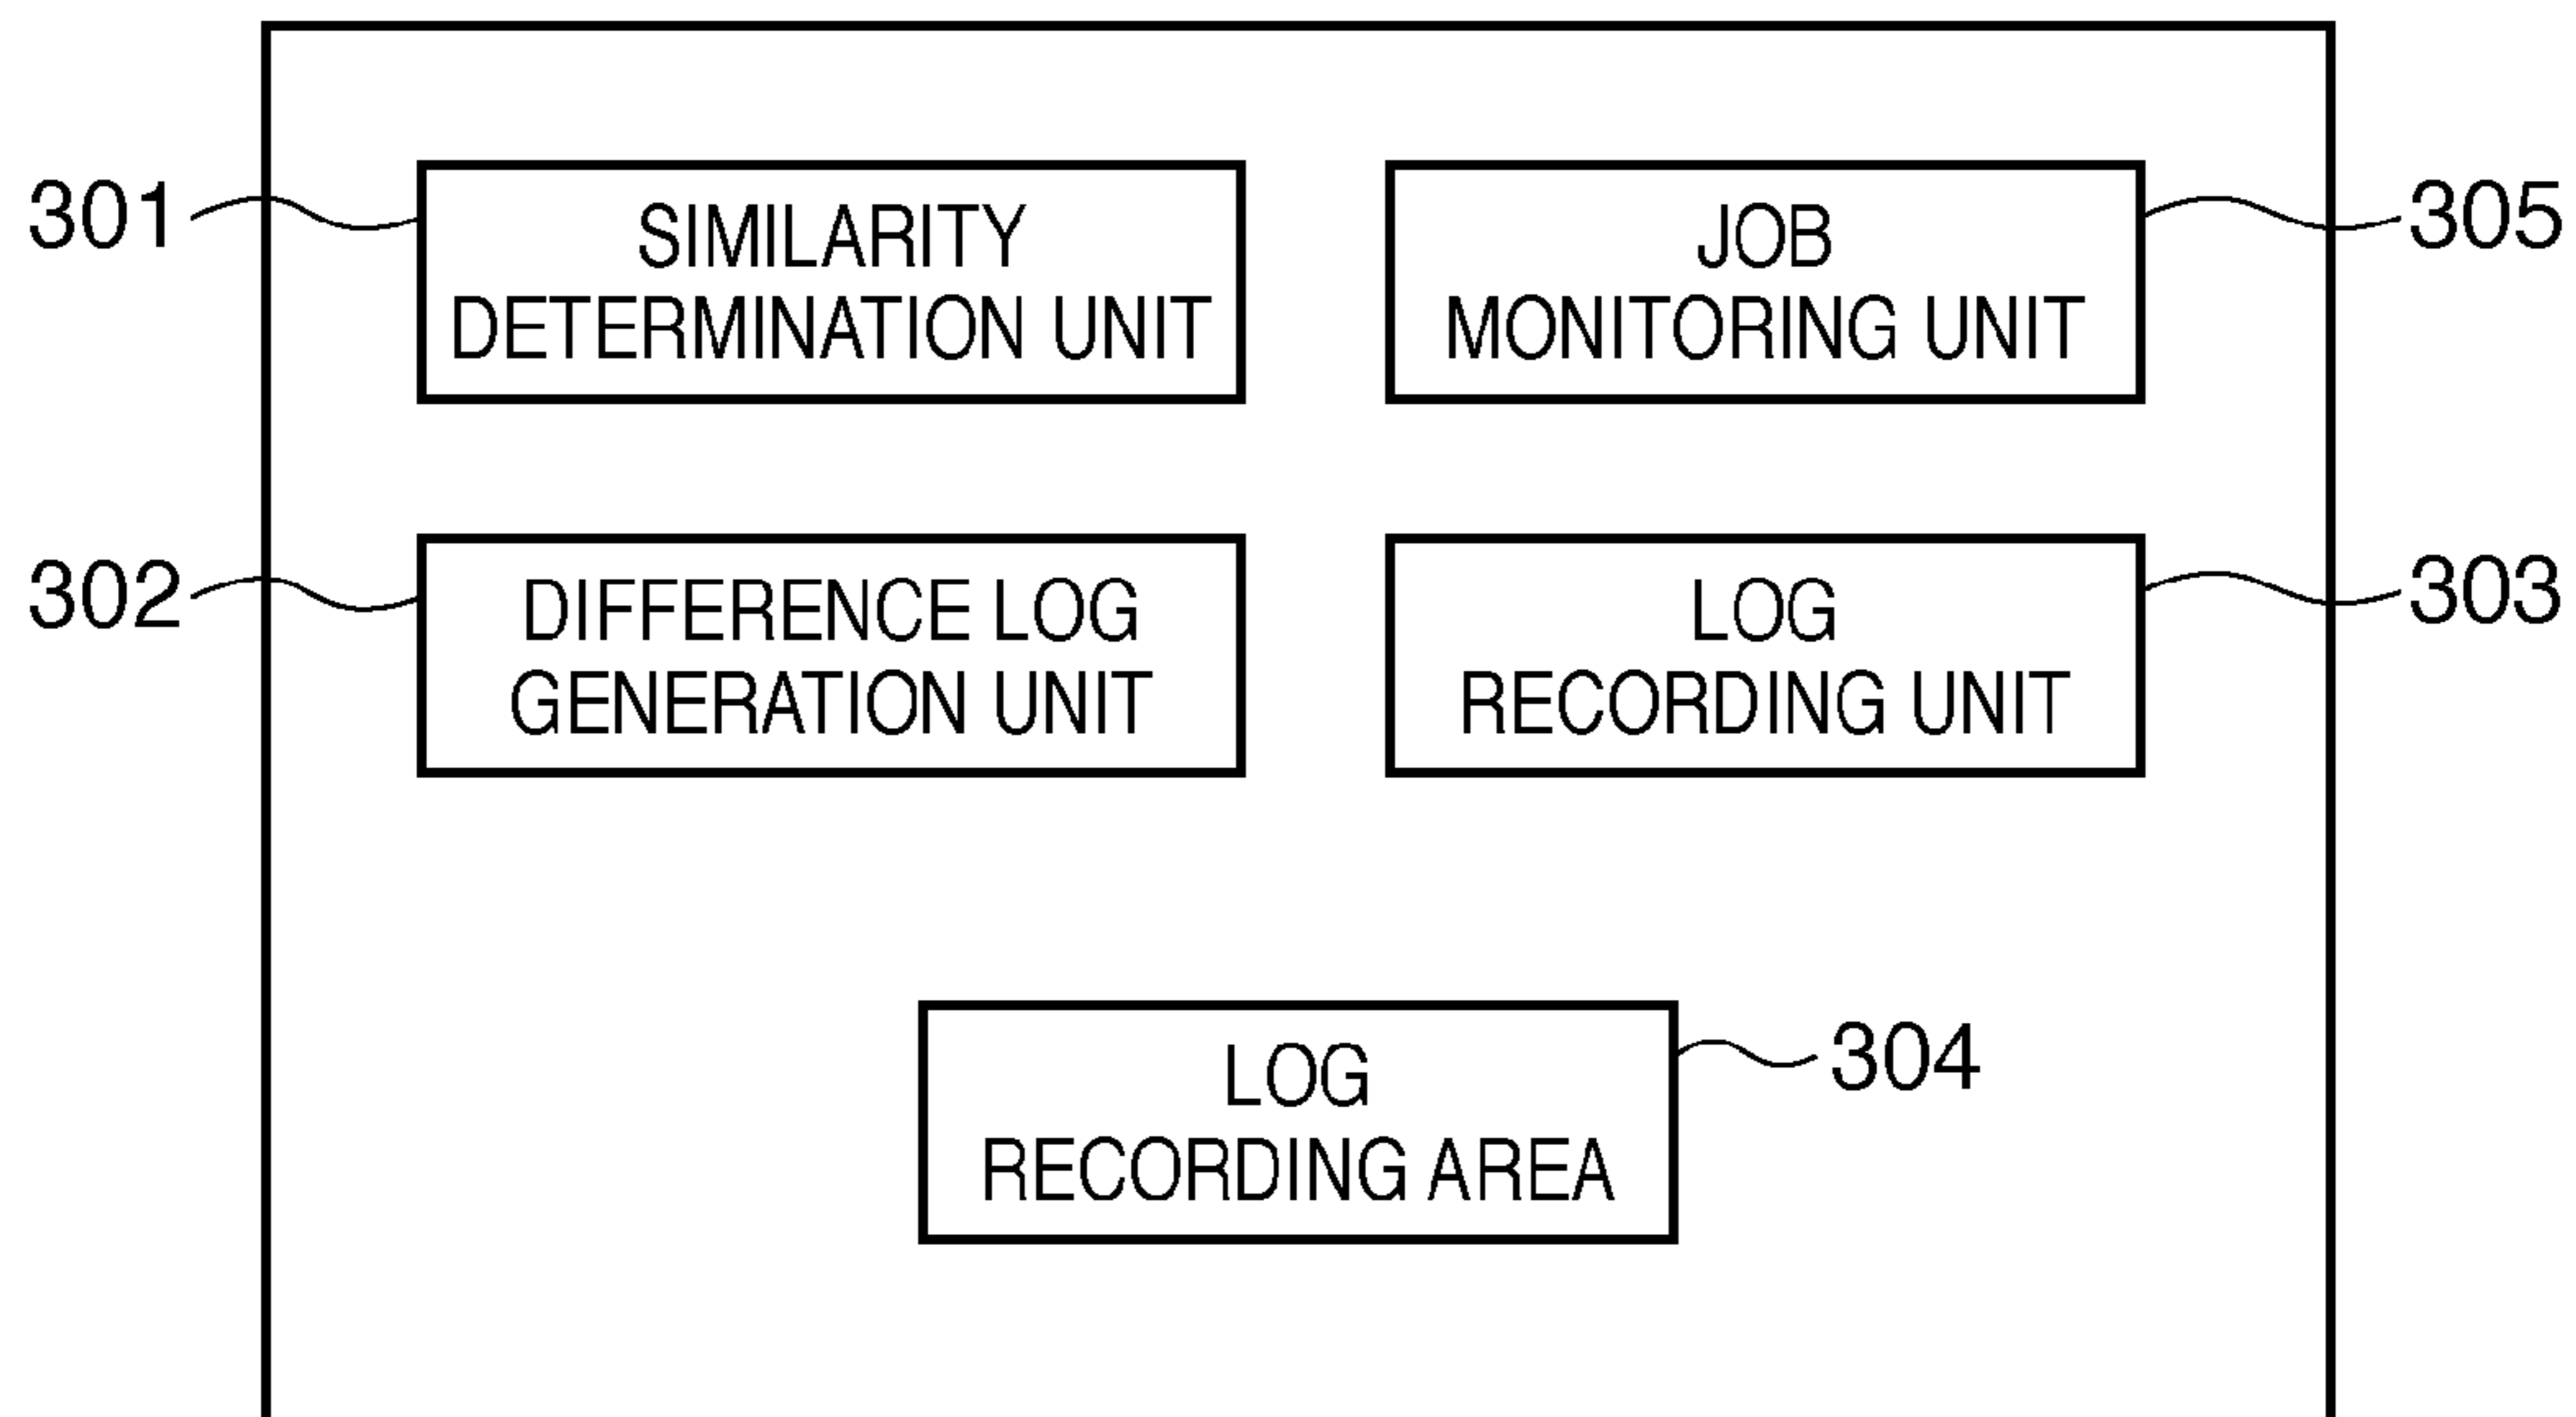 301
SIMILARITY
DETERMINATION UNIT
JOB
MONITORING UNIT
305
302
DIFFERENCE LOG
GENERATION UNIT
LOG
RECORDING UNIT
303
LOG
RECORDING AREA
304